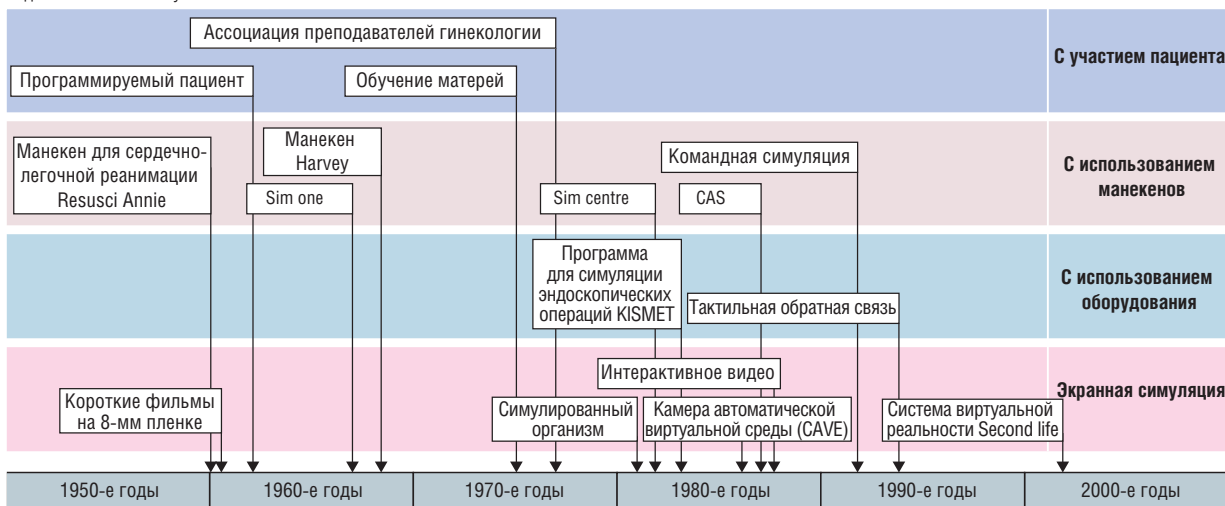 Ассоциация преподавателей гинекологии
С участием пациента
Программируемый пациент
Обучение матерей
Манекен для сердечно-
легочной реанимации
Resusci Annie
Манекен
Harvey
Командная симуляция
С использованием
манекенов
Sim one
Sim centre
CAS
Программа
для симуляции
эндоскопических
операций KISMET
С использованием
оборудования
Тактильная обратная связь
Интерактивное видео
Экранная симуляция
Короткие фильмы
на 8-мм пленке
Симулированный
организм
Камера автоматической
виртуальной среды (CAVE)
Система виртуальной
реальности Second life
1950-е годы
1960-е годы
1970-е годы
1980-е годы
1990-е годы
2000-е годы